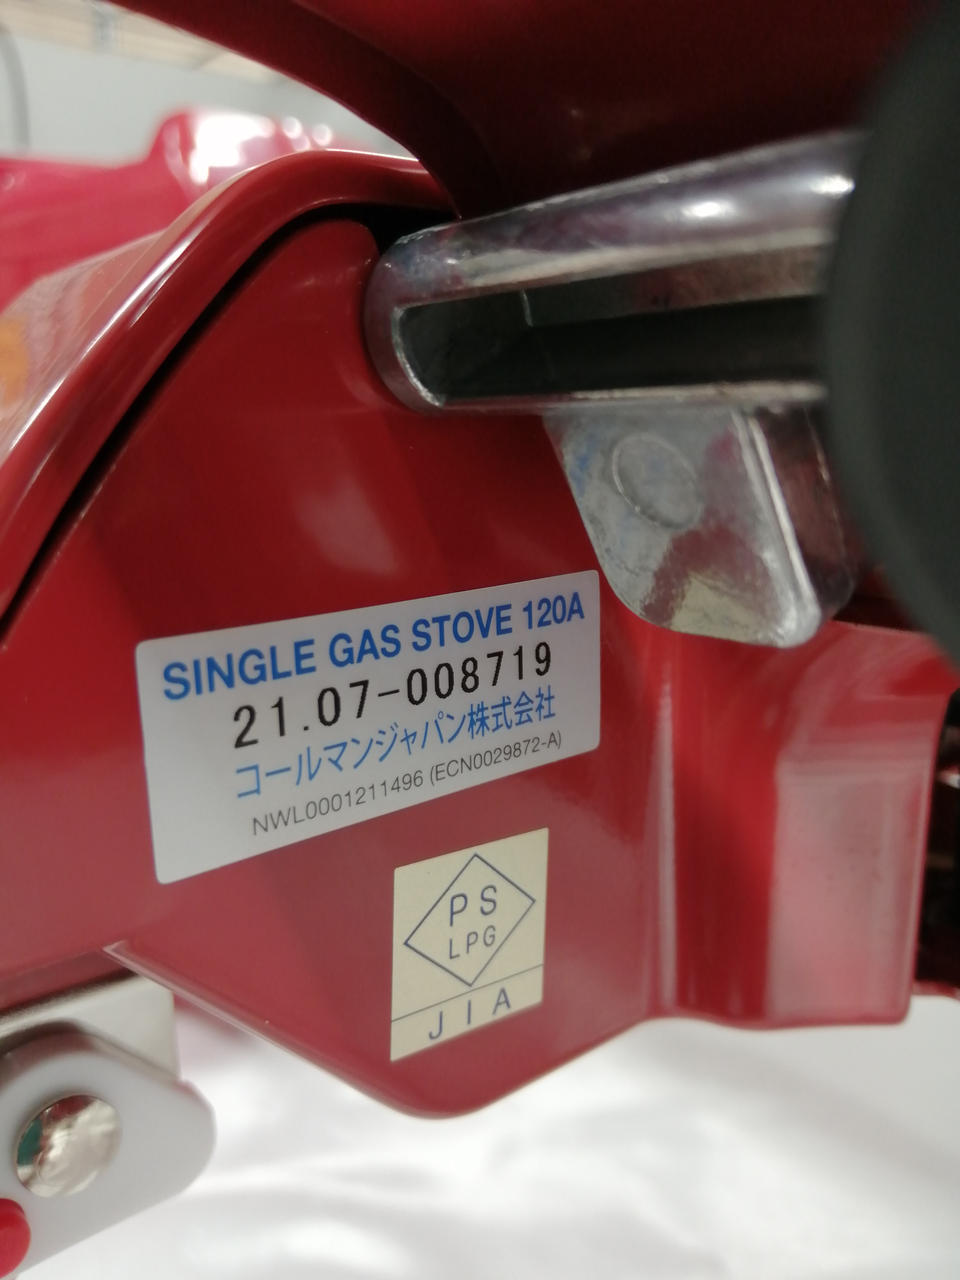 SINGLE GAS STOVE 120A
21.07-008719
コールマンジャパン株式会社
NWL0001211496 (ECN0029872-A)
PS
LPG
JIA